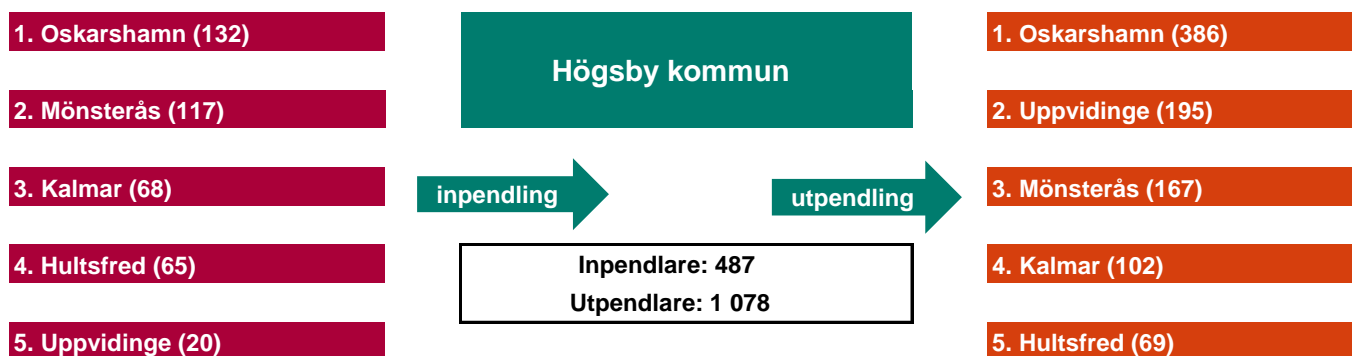 1. Oskarshamn (132)
2. Mönsterås (117)
3. Kalmar (68)
4. Hultsfred (65)
5. Uppvidinge (20)
Högsby kommun
inpendling
utpendling
Inpendlare: 487
Utpendlare: 1 078
1. Oskarshamn (386)
2. Uppvidinge (195)
3. Mönsterås (167)
4. Kalmar (102)
5. Hultsfred (69)